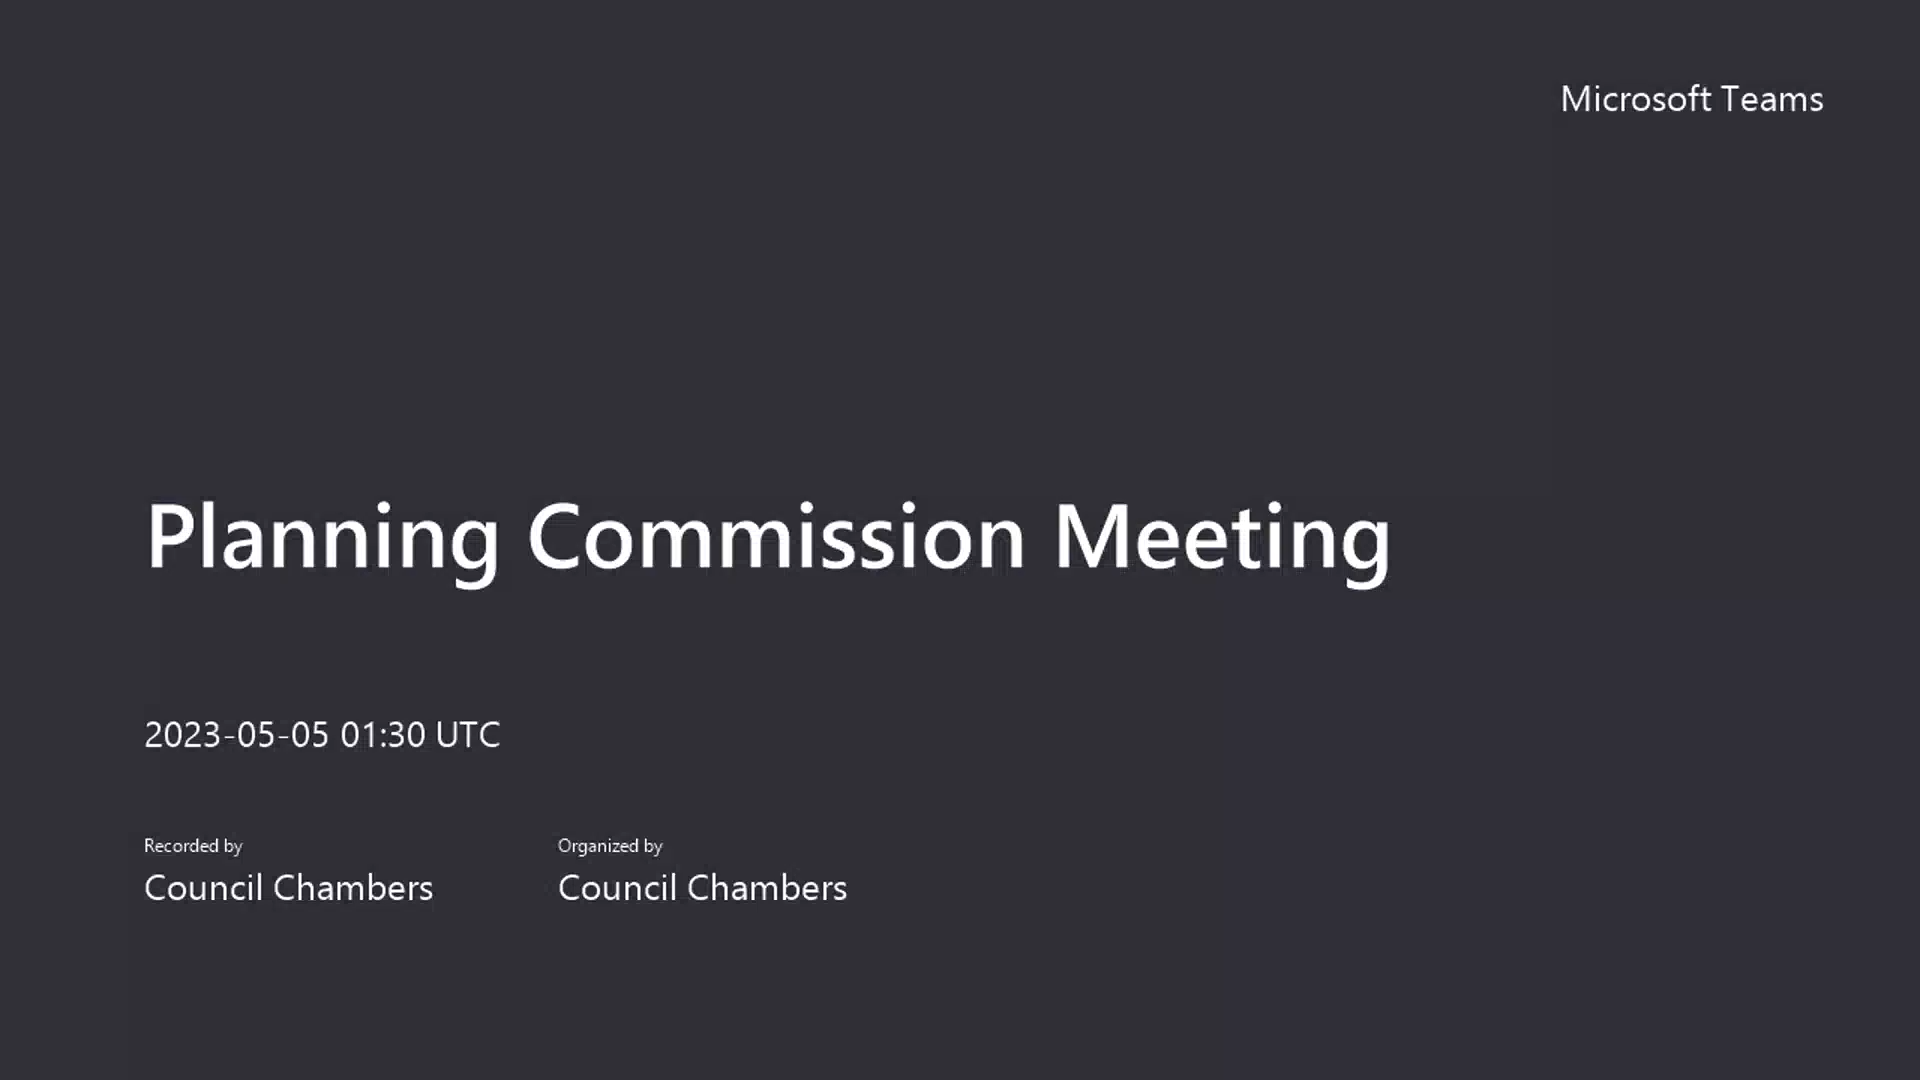 Microsoft Teams
Planning Commission Meeting
2023-05-05 01:30 UTC
Recorded by
Organized by
Council Chambers
Council Chambers